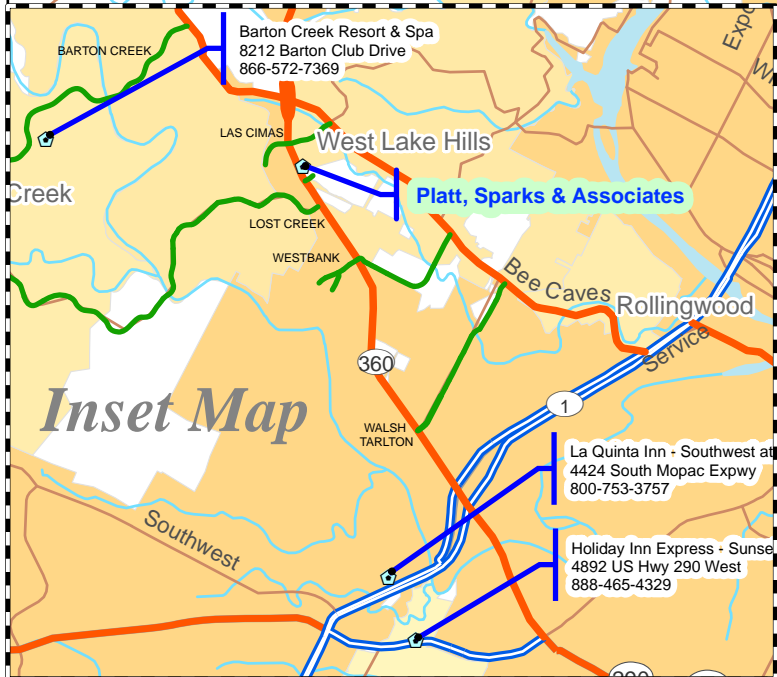 Barton Creek Resort & Spa
8212 Barton Club Drive
866-572-7369
BARTON CREEK
Expo
LAS CIMAS
West Lake Hills
Creek
Platt, Sparks & Associates
LOST CREEK
WESTBANK
Bee Caves
Rollingwood
Service
360
Inset Map
1
WALSH
TARLTON
La Quinta Inn - Southwest at
4424 South Mopac Expwy
800-753-3757
Southwest
Holiday Inn Express - Sunse
4892 US Hwy 290 West
888-465-4329
290